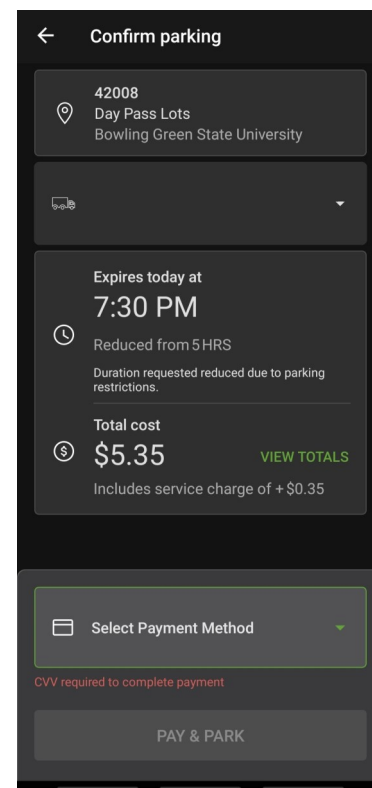 Confirm parking
42008
Day Pass Lots
Bowling Green State University
Expires today at
7:30 PM
Reduced from 5 HRS
Duration requested reduced due to parking
restrictions.
Total cost
$5.35
VIEW TOTALS
Includes service charge of + $0.35
Select Payment Method
CVV required to complete payment
PAY & PARK